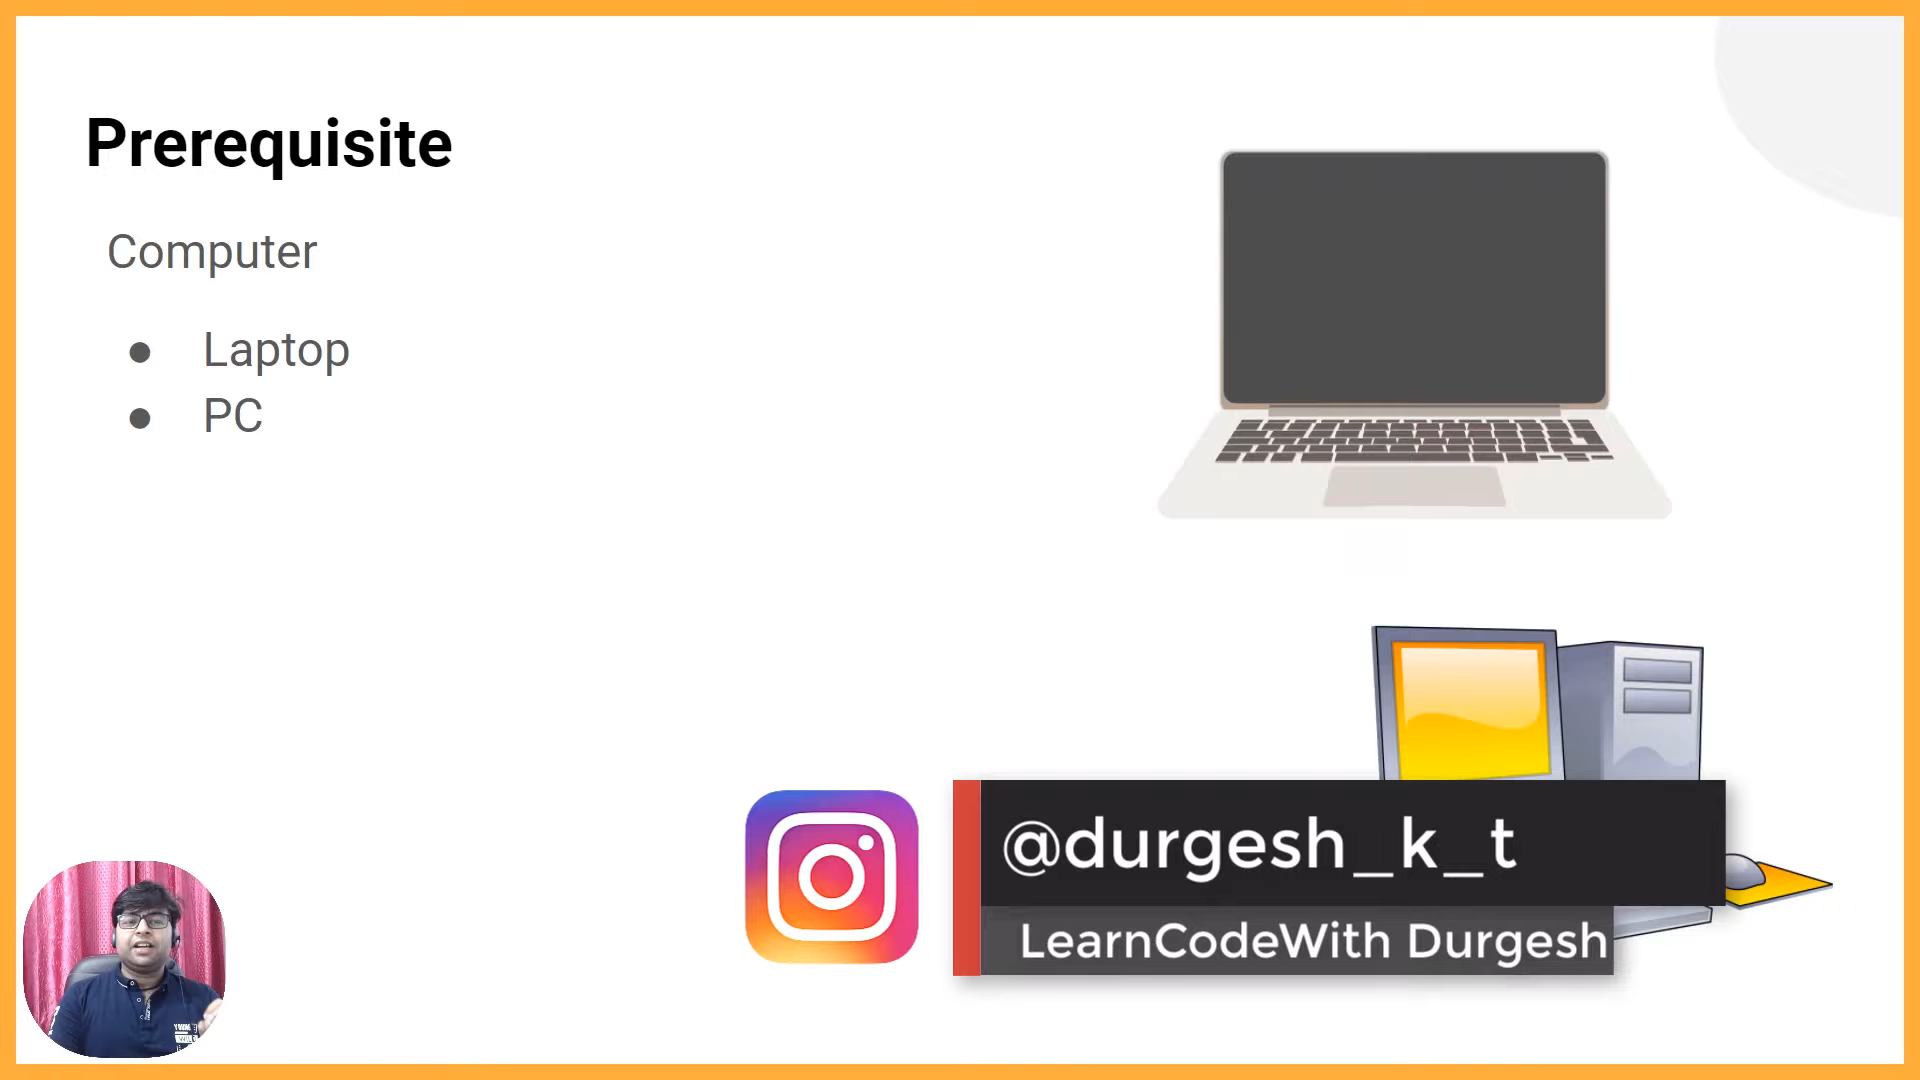 Prerequisite
Computer
● Laptop
● PC
@durgesh_k_t
LearnCodeWith Durgesh